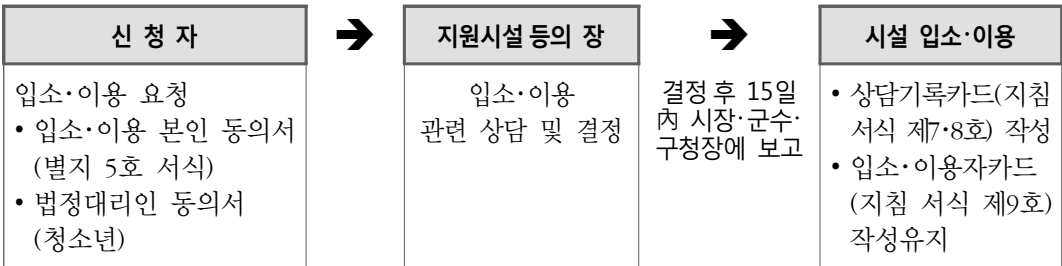 신 청 자
입소·이용 요청
• 입소·이용 본인 동의서
(별지 5호 서식)
• 법정대리인 동의서
(청소년)
➔
지원시설 등의 장
입소·이용
관련 상담 및 결정
➔
결정 후 15일
內 시장·군수·
구청장에 보고
시설 입소·이용
• 상담기록카드(지침
서식 제7·8호) 작성
• 입소·이용자카드
(지침 서식 제9호)
작성유지